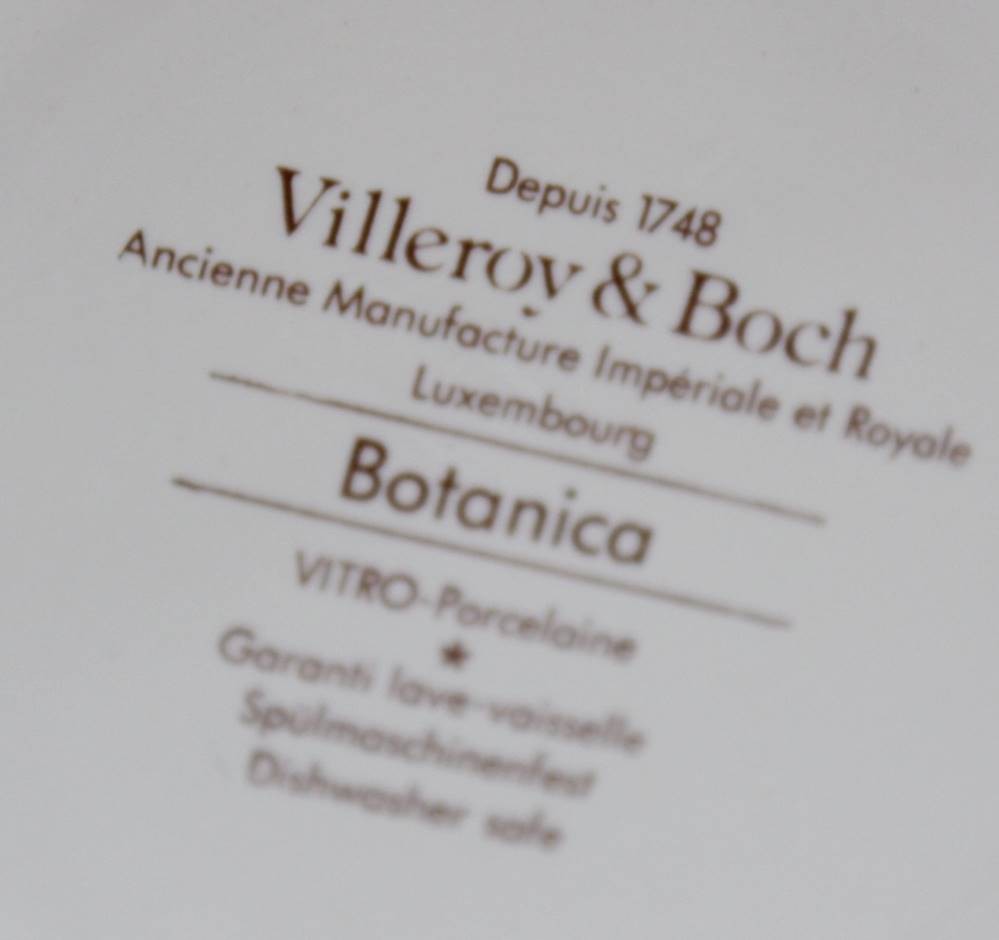 Depuis 1748
Villeroy & Boch
Ancienne Manufacture Impériale et Royale
Luxembourg
Botanica
VITRO-Porcelaine
★
Garanti lave-vaisselle
Spülmaschinenfest
Dishwasher safe